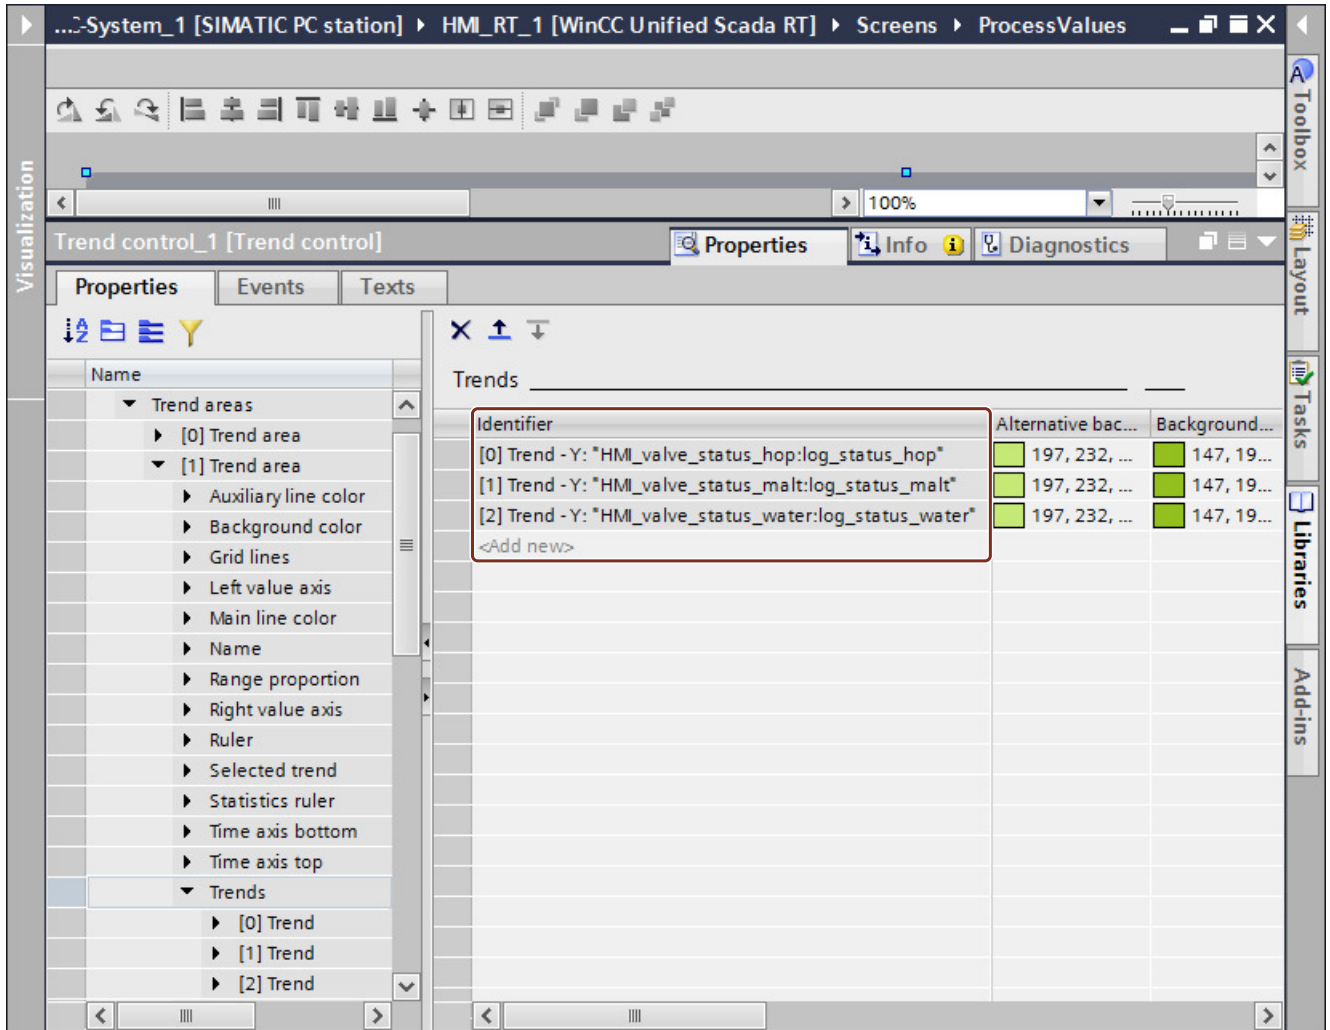 ...C-System_1 [SIMATIC PC station] HMI_RT_1 [WinCC Unified Scada RT] Screens ProcessValues
100%
Trend control_1 [Trend control]
Properties Info Diagnostics
Properties Events Texts
Name
Trend areas
[0] Trend area
[1] Trend area
Auxiliary line color
Background color
Grid lines
Left value axis
Main line color
Name
Range proportion
Right value axis
Ruler
Selected trend
Statistics ruler
Time axis bottom
Time axis top
Trends
[0] Trend
[1] Trend
[2] Trend
Trends
Identifier Alternative bac... Background...
[0] Trend - Y: "HMI_valve_status_hop:log_status_hop" 197, 232, ... 147, 19...
[1] Trend - Y: "HMI_valve_status_malt:log_status_malt" 197, 232, ... 147, 19...
[2] Trend - Y: "HMI_valve_status_water:log_status_water" 197, 232, ... 147, 19...
<Add new>
Visualization
Toolbox
Layout
Tasks
Libraries
Add-ins